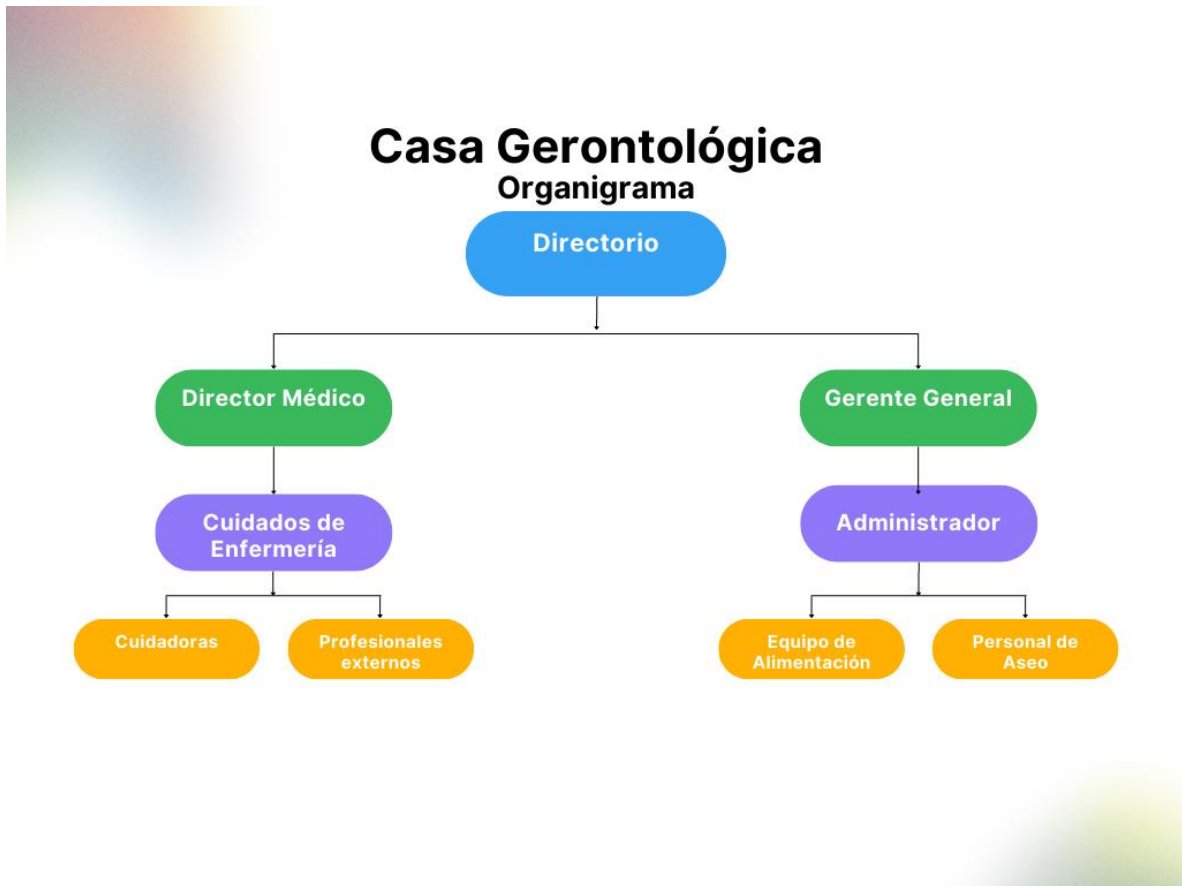 Casa Gerontológica
Organigrama
Directorio
Director Médico
Gerente General
Cuidados de
Enfermería
Administrador
Cuidadoras
Profesionales
externos
Equipo de
Alimentación
Personal de
Aseo